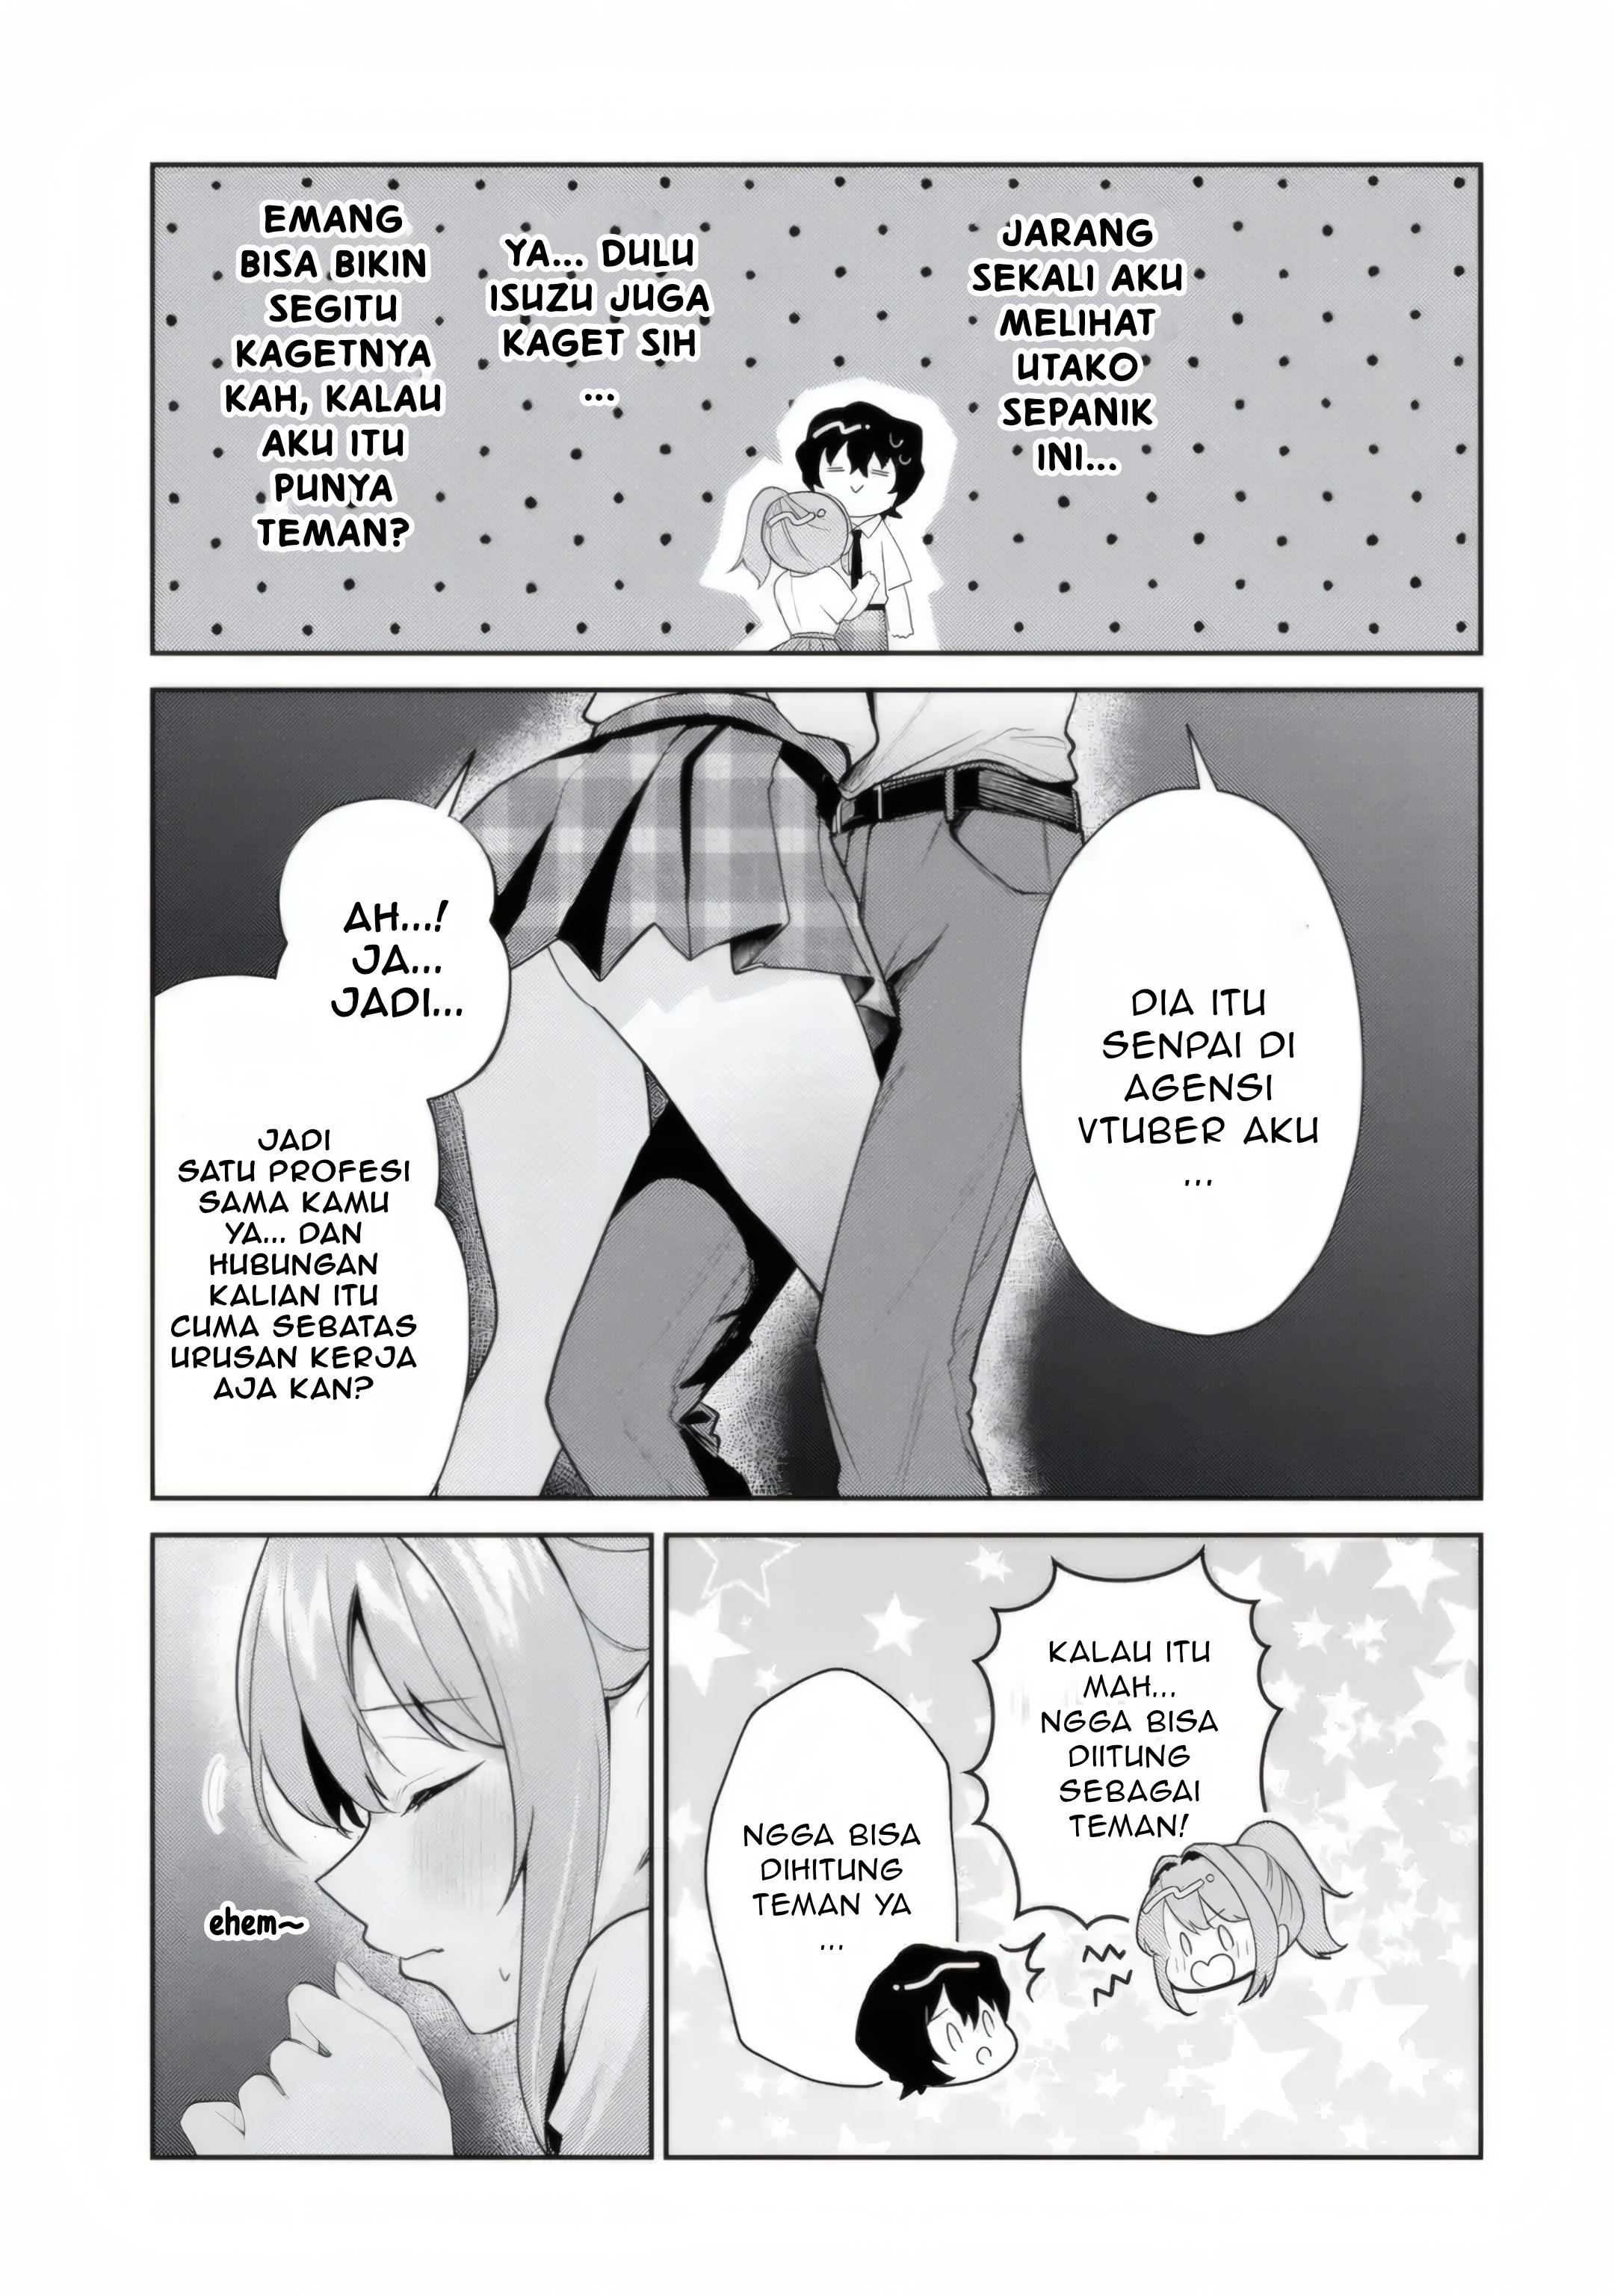 JARANG
SEKALI AKU
MELIHAT
UTAKO
SEPANIK
INI...
YA... DULU
ISUZU JUGA
KAGET SIH
...
EMANG
BISA BIKIN
SEGITU
KAGETNYA
KAH, KALAU
AKU ITU
PUNYA
TEMAN?
DIA ITU
SENPAI DI
AGENSI
VTUBER AKU
...
AH...!
JA...
JADI...
JADI
SATU PROFESI
SAMA KAMU
YA... DAN
HUBUNGAN
KALIAN ITU
CUMA SEBATAS
URUSAN KERJA
AJA KAN?
KALAU ITU
MAH...
NGGA BISA
DIITUNG
SEBAGAI
TEMAN!
NGGA BISA
DIHITUNG
TEMAN YA
...
ehem~